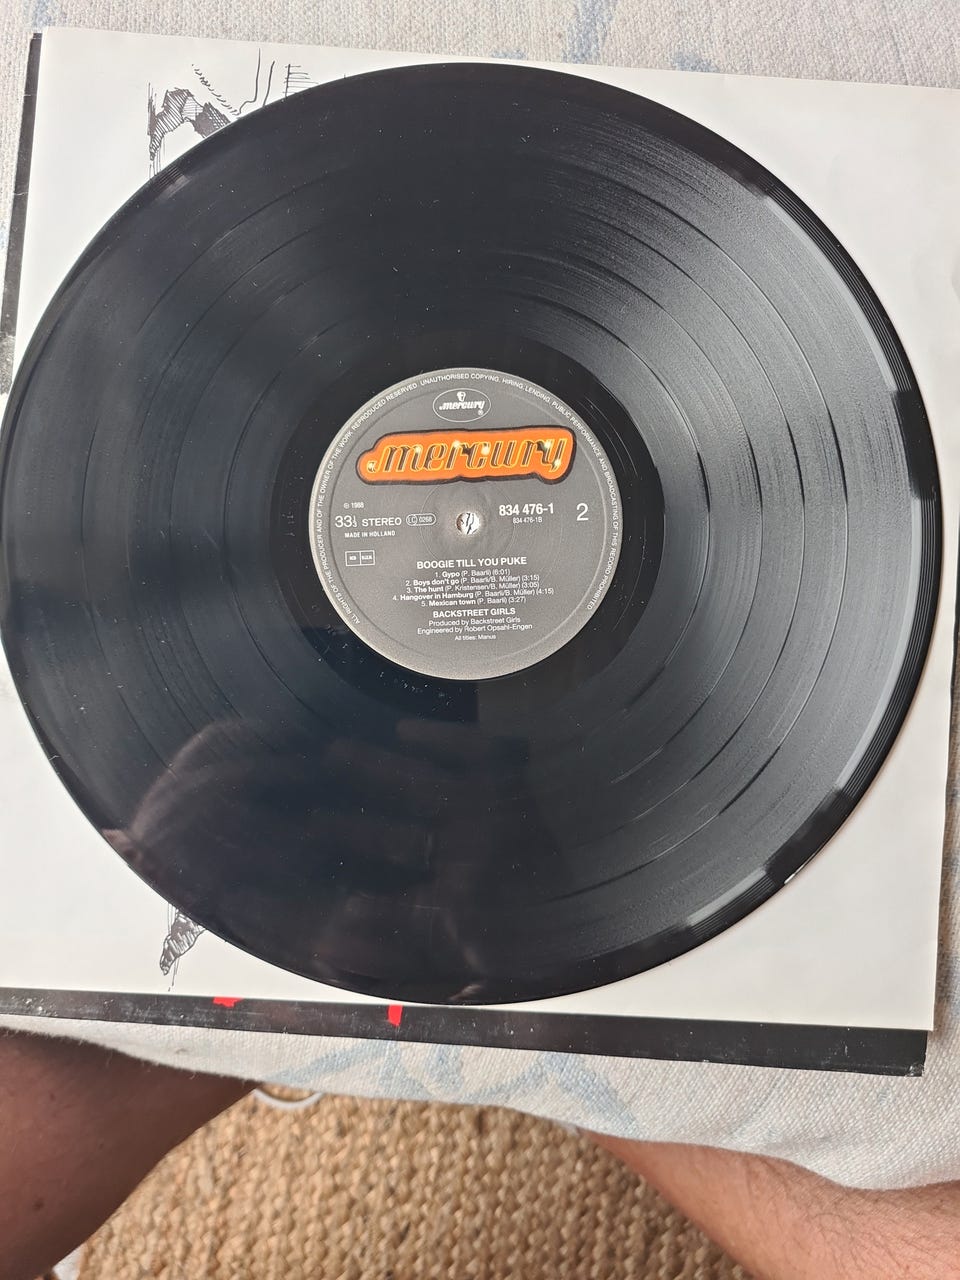 ALL RIGHTS OF THE PRODUCER AND OF THE OWNER OF THE WORK REPRODUCED RESERVED UNAUTHORISED COPYING, HIRING, LENDING, PUBLIC PERFORMANCE AND BROADCASTING OF THIS RECORD PROHIBITED
mercury
®
mercury
℗ 1988
33⅓ STEREO LC 0268
834 476-1
2
834 476-1B
MADE IN HOLLAND
BOOGIE TILL YOU PUKE
1. Gypo (P. Baarli) (6:01)
2. Boys don't go (P. Baarli/B. Müller) (3:15)
3. The hunt (P. Kristensen/B. Müller) (3:05)
4. Hangover in Hamburg (P. Baarli/B. Müller) (4:15)
5. Mexican town (P. Baarli) (3:27)
BACKSTREET GIRLS
Produced by Backstreet Girls
Engineered by Robert Opsahl-Engen
All titles: Manus